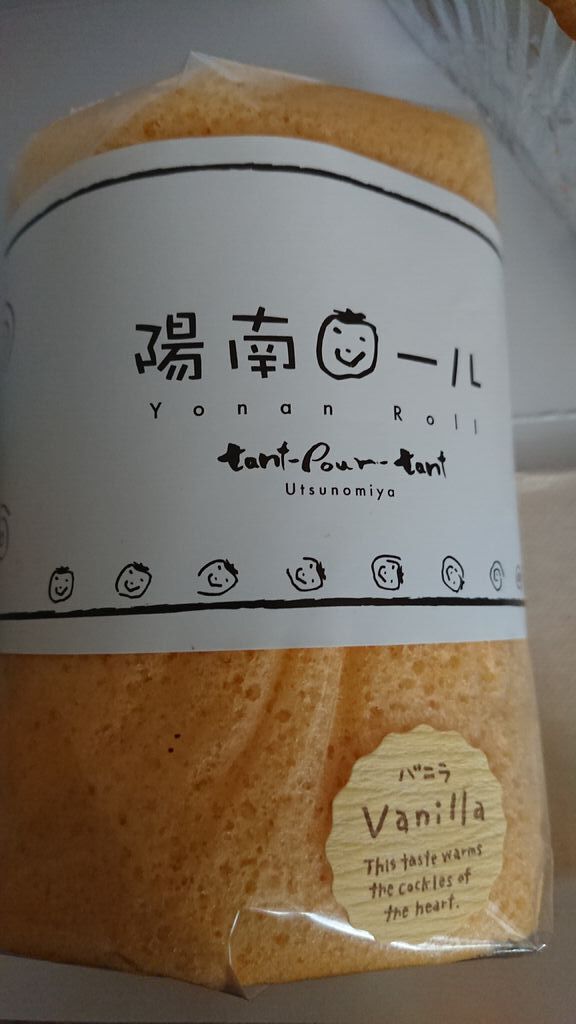 陽南ロール
Yonan Roll
tant-Pour-tant
Utsunomiya
バニラ
Vanilla
This taste warms
the cockles of
the heart.